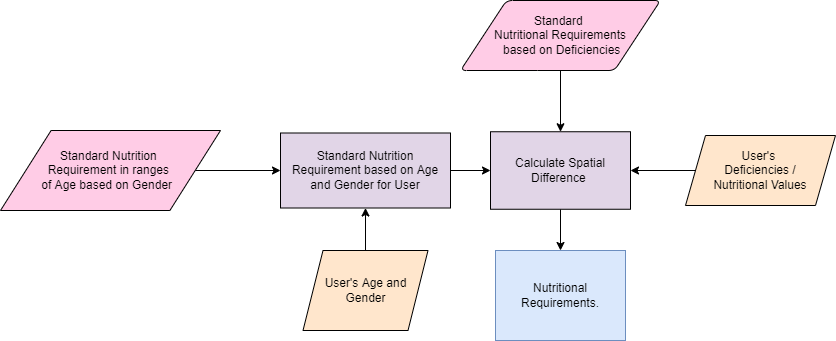 Standard
Nutritional Requirements
based on Deficiencies
Standard Nutrition
Requirement in ranges
of Age based on Gender
Standard Nutrition
Requirement based on Age
and Gender for User
Calculate Spatial
Difference
User's
Deficiencies /
Nutritional Values
User's Age and
Gender
Nutritional
Requirements.